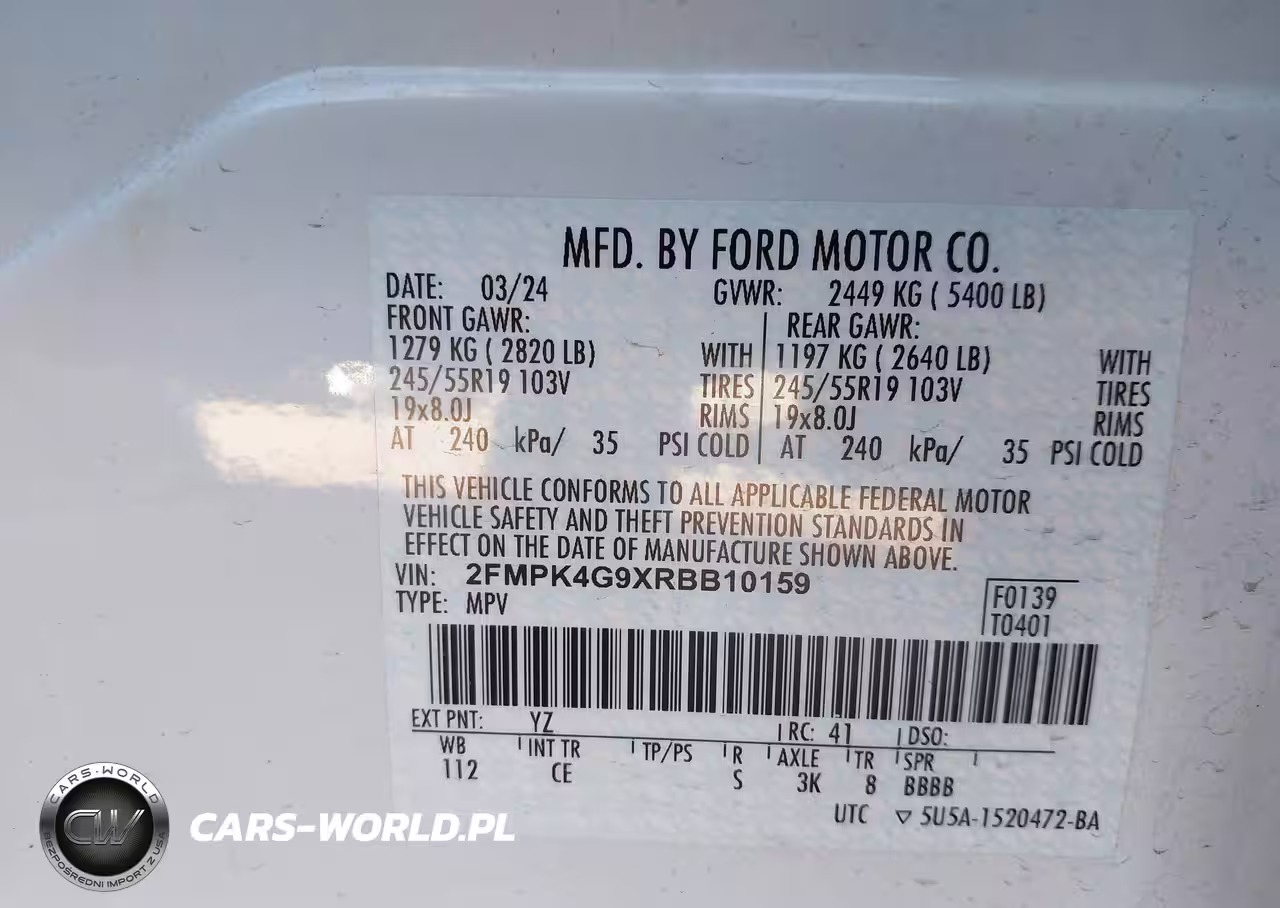 MFD. BY FORD MOTOR CO.
DATE: 03/24 GVWR: 2449 KG ( 5400 LB)
FRONT GAWR: REAR GAWR:
1279 KG ( 2820 LB) WITH 1197 KG ( 2640 LB) WITH
245/55R19 103V TIRES 245/55R19 103V TIRES
19x8.0J RIMS 19x8.0J RIMS
AT 240 kPa/ 35 PSI COLD AT 240 kPa/ 35 PSI COLD
THIS VEHICLE CONFORMS TO ALL APPLICABLE FEDERAL MOTOR
VEHICLE SAFETY AND THEFT PREVENTION STANDARDS IN
EFFECT ON THE DATE OF MANUFACTURE SHOWN ABOVE.
VIN: 2FMPK4G9XRBB10159
TYPE: MPV
F0139
T0401
EXT PNT: YZ RC: 41 DSO:
WB INT TR TP/PS R AXLE TR SPR
112 CE S 3K 8 BBBB
UTC ▽ 5U5A-1520472-BA
CARS-WORLD
CW
BEZPOŚREDNI IMPORT Z USA
CARS-WORLD.PL